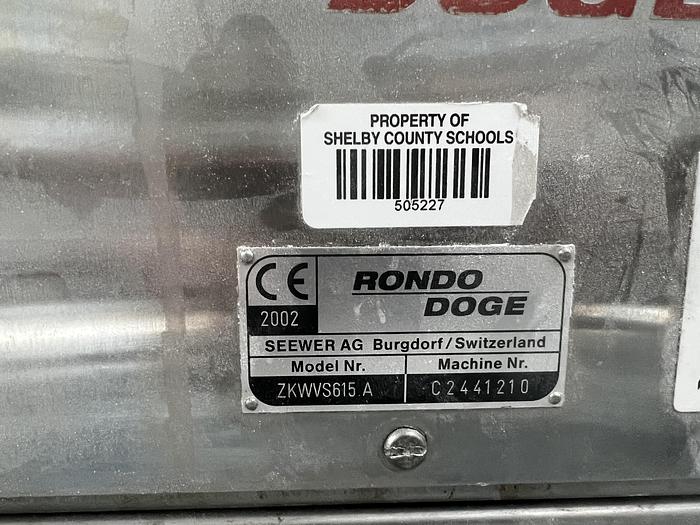 DOGE
PROPERTY OF
SHELBY COUNTY SCHOOLS
505227
CE
2002
RONDO
DOGE
SEEWER AG Burgdorf/Switzerland
Model Nr. Machine Nr.
ZKWVS615.A C2441210